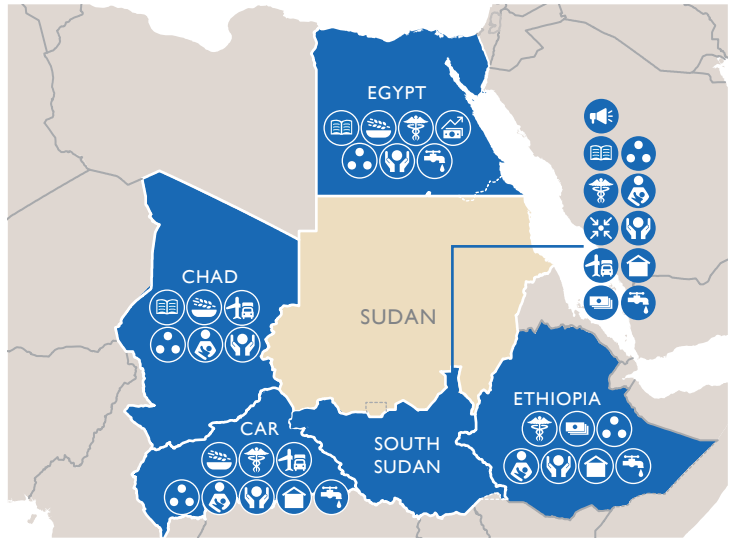 EGYPT
CHAD
SUDAN
ETHIOPIA
CAR
SOUTH
SUDAN